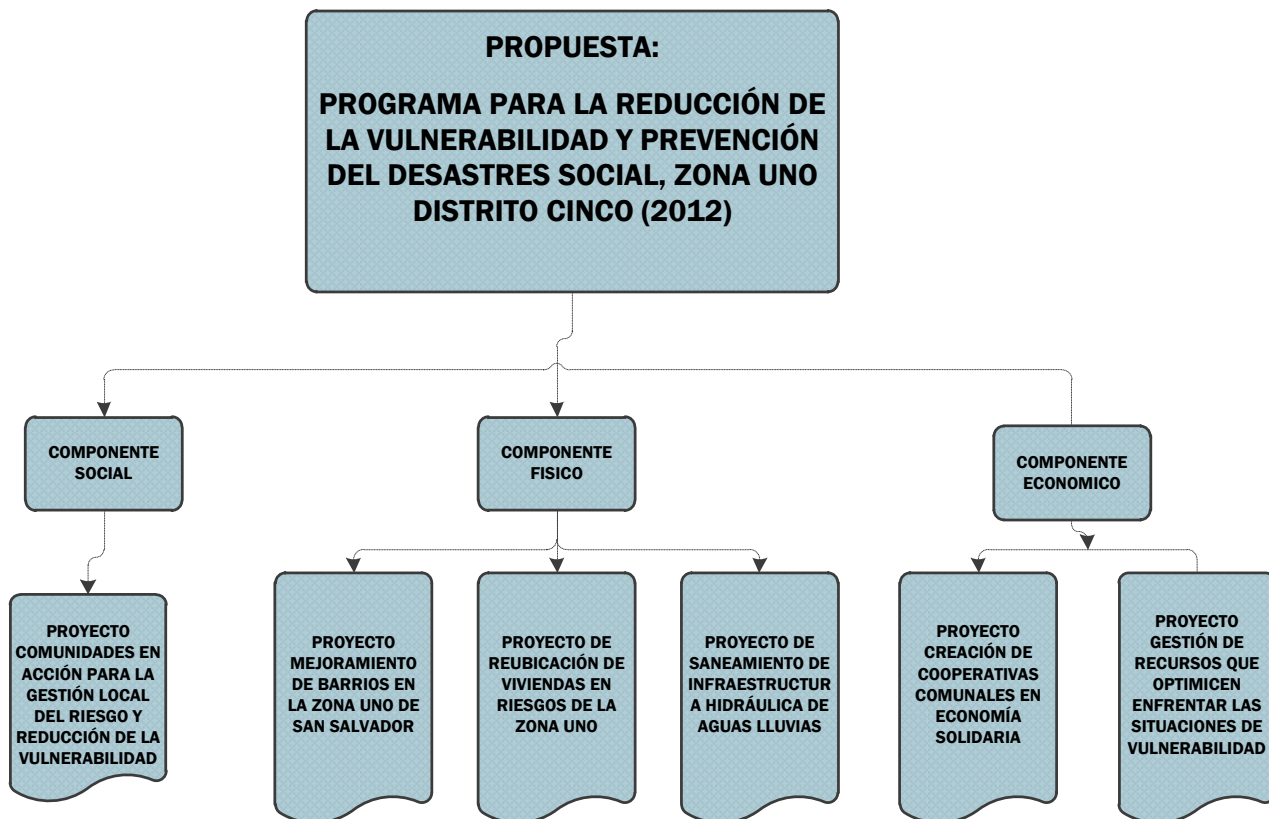 PROPUESTA:
PROGRAMA PARA LA REDUCCIÓN DE
LA VULNERABILIDAD Y PREVENCIÓN
DEL DESASTRES SOCIAL, ZONA UNO
DISTRITO CINCO (2012)
COMPONENTE
SOCIAL
COMPONENTE
FISICO
COMPONENTE
ECONOMICO
PROYECTO
COMUNIDADES EN
ACCIÓN PARA LA
GESTIÓN LOCAL
DEL RIESGO Y
REDUCCIÓN DE LA
VULNERABILIDAD
PROYECTO
MEJORAMIENTO
DE BARRIOS EN
LA ZONA UNO DE
SAN SALVADOR
PROYECTO DE
REUBICACIÓN DE
VIVIENDAS EN
RIESGOS DE LA
ZONA UNO
PROYECTO DE
SANEAMIENTO DE
INFRAESTRUCTUR
A HIDRÁULICA DE
AGUAS LLUVIAS
PROYECTO
CREACIÓN DE
COOPERATIVAS
COMUNALES EN
ECONOMÍA
SOLIDARIA
PROYECTO
GESTIÓN DE
RECURSOS QUE
OPTIMICEN
ENFRENTAR LAS
SITUACIONES DE
VULNERABILIDAD